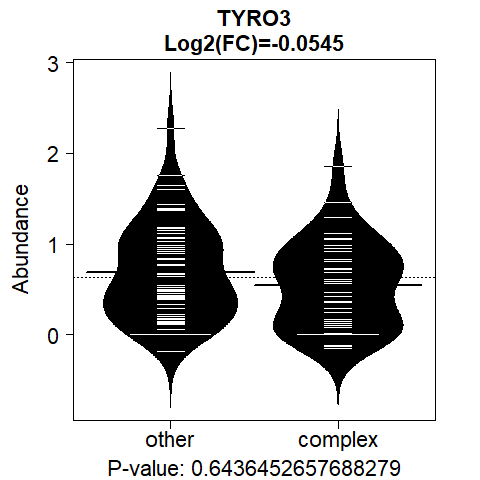 TYRO3
Log2(FC)=-0.0545
3
2
1
0
Abundance
other complex
P-value: 0.6436452657688279